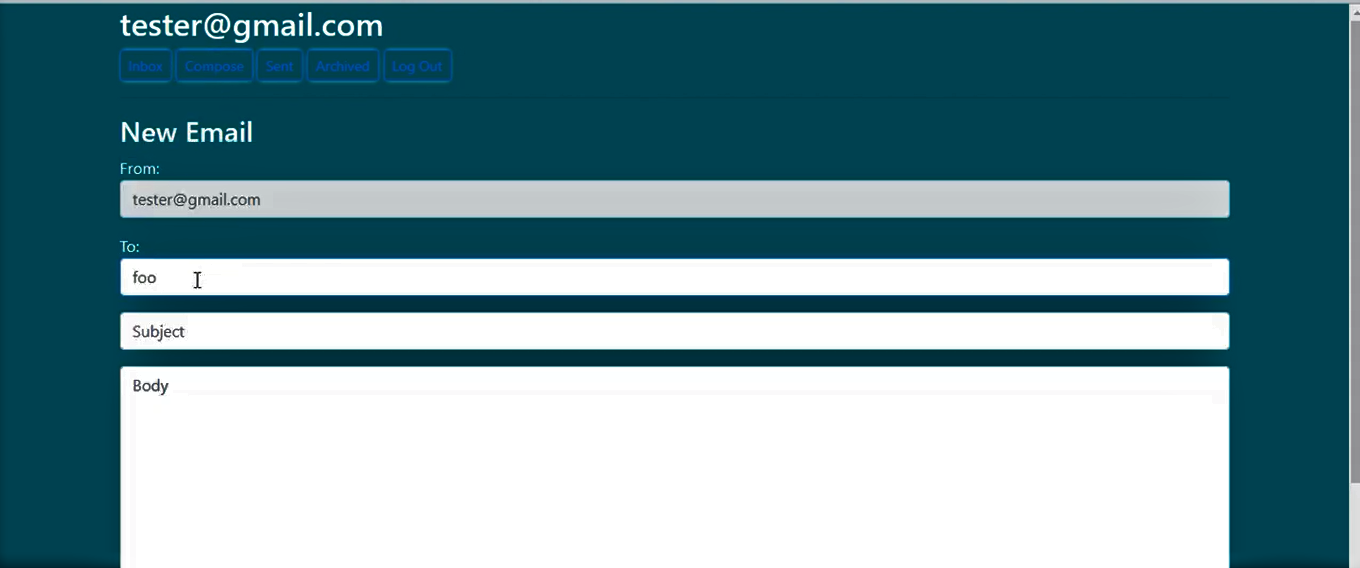 tester@gmail.com
Inbox Compose Sent Archived Log Out
New Email
From:
tester@gmail.com
To:
foo
Subject
Body